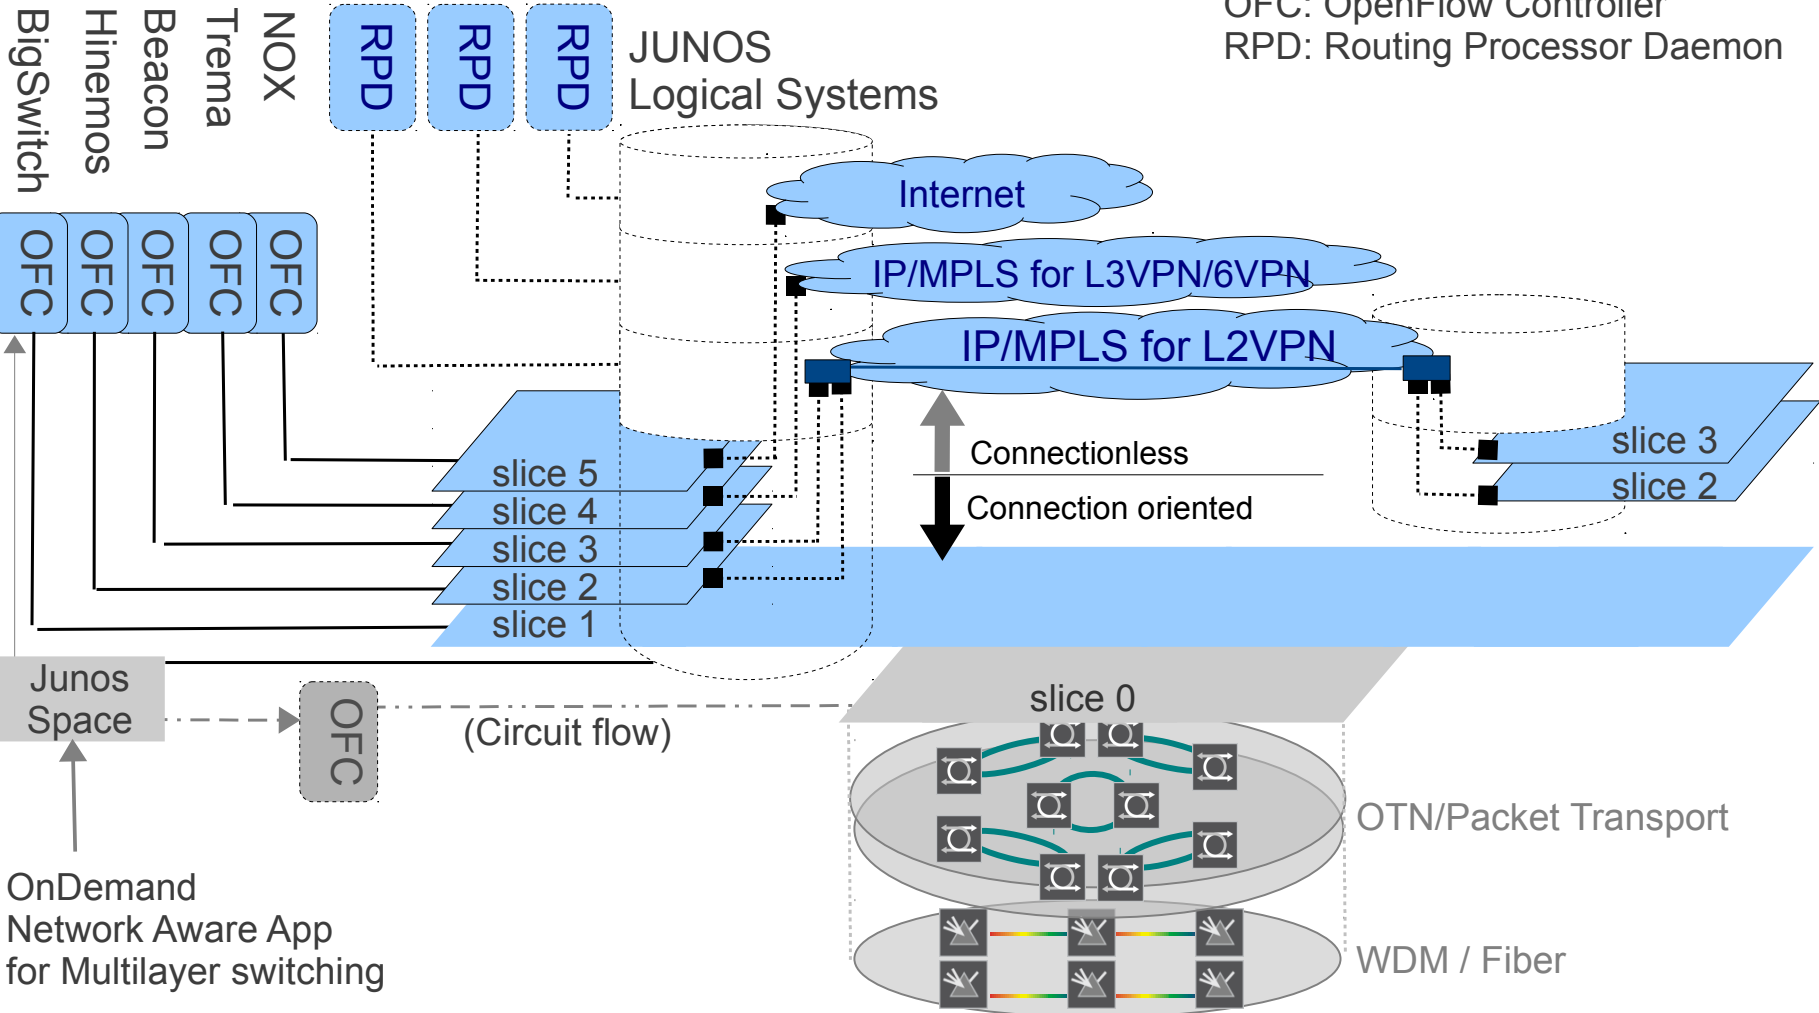 BigSwitch
Hinemos
Beacon
Trema
NOX
RPD
RPD
RPD
JUNOS
Logical Systems
OFC: OpenFlow Controller
RPD: Routing Processor Daemon
OFC
OFC
OFC
OFC
OFC
Internet
IP/MPLS for L3VPN/6VPN
IP/MPLS for L2VPN
Connectionless
Connection oriented
slice 5
slice 4
slice 3
slice 2
slice 1
slice 3
slice 2
Junos
Space
OFC
(Circuit flow)
slice 0
OTN/Packet Transport
WDM / Fiber
OnDemand
Network Aware App
for Multilayer switching